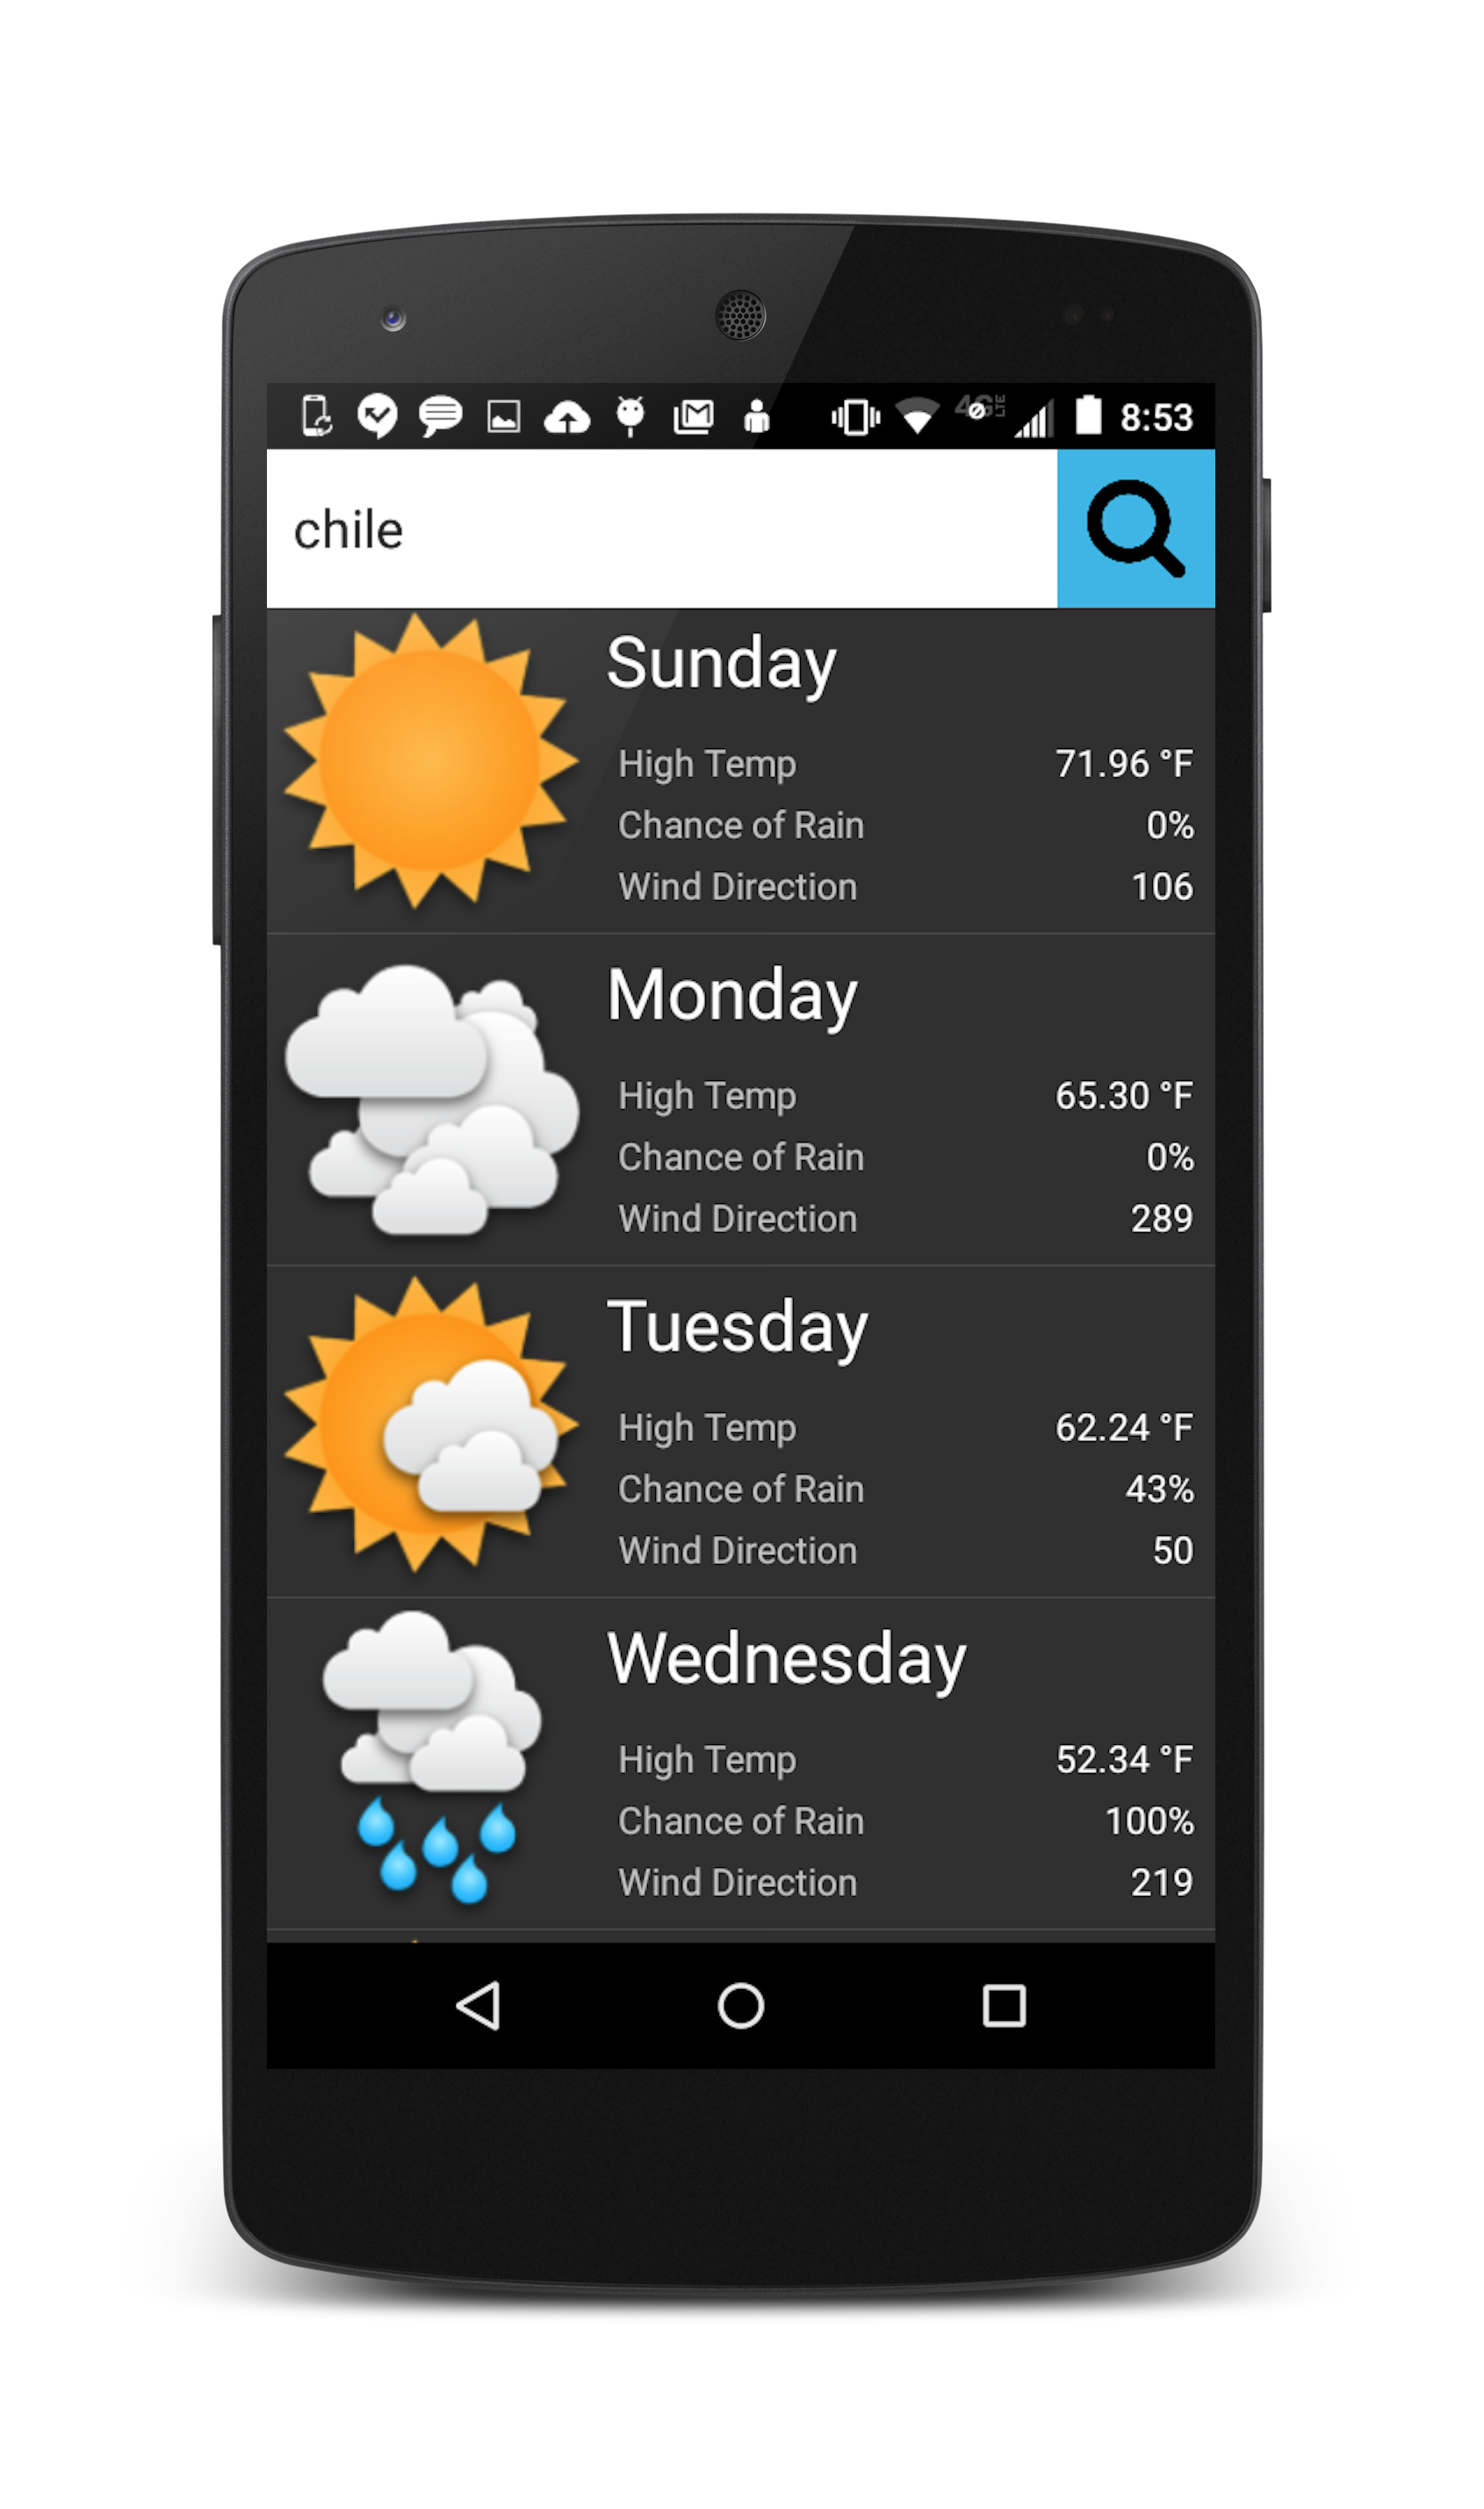 4G LTE 8:53
chile
Sunday
High Temp 71.96 °F
Chance of Rain 0%
Wind Direction 106
Monday
High Temp 65.30 °F
Chance of Rain 0%
Wind Direction 289
Tuesday
High Temp 62.24 °F
Chance of Rain 43%
Wind Direction 50
Wednesday
High Temp 52.34 °F
Chance of Rain 100%
Wind Direction 219